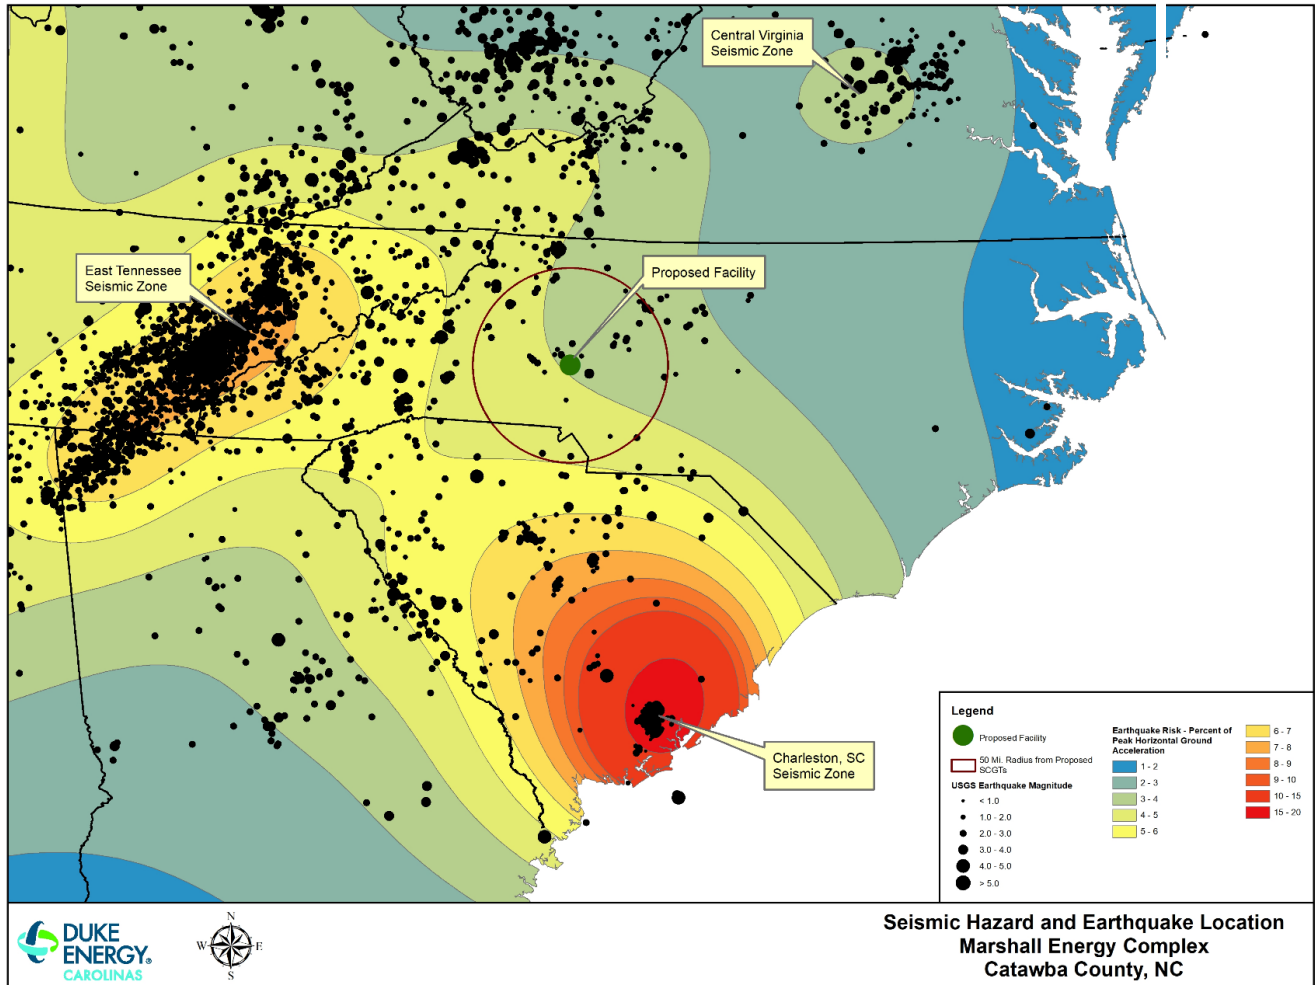 Central Virginia
Seismic Zone
East Tennessee
Seismic Zone
Proposed Facility
Charleston, SC
Seismic Zone
Legend
Proposed Facility
50 Mi. Radius from Proposed
SCGTs
USGS Earthquake Magnitude
< 1.0
1.0 - 2.0
2.0 - 3.0
3.0 - 4.0
4.0 - 5.0
> 5.0
Earthquake Risk - Percent of
Peak Horizontal Ground
Acceleration
1 - 2
2 - 3
3 - 4
4 - 5
5 - 6
6 - 7
7 - 8
8 - 9
9 - 10
10 - 15
15 - 20
DUKE
ENERGY®
CAROLINAS
N
W
E
S
Seismic Hazard and Earthquake Location
Marshall Energy Complex
Catawba County, NC